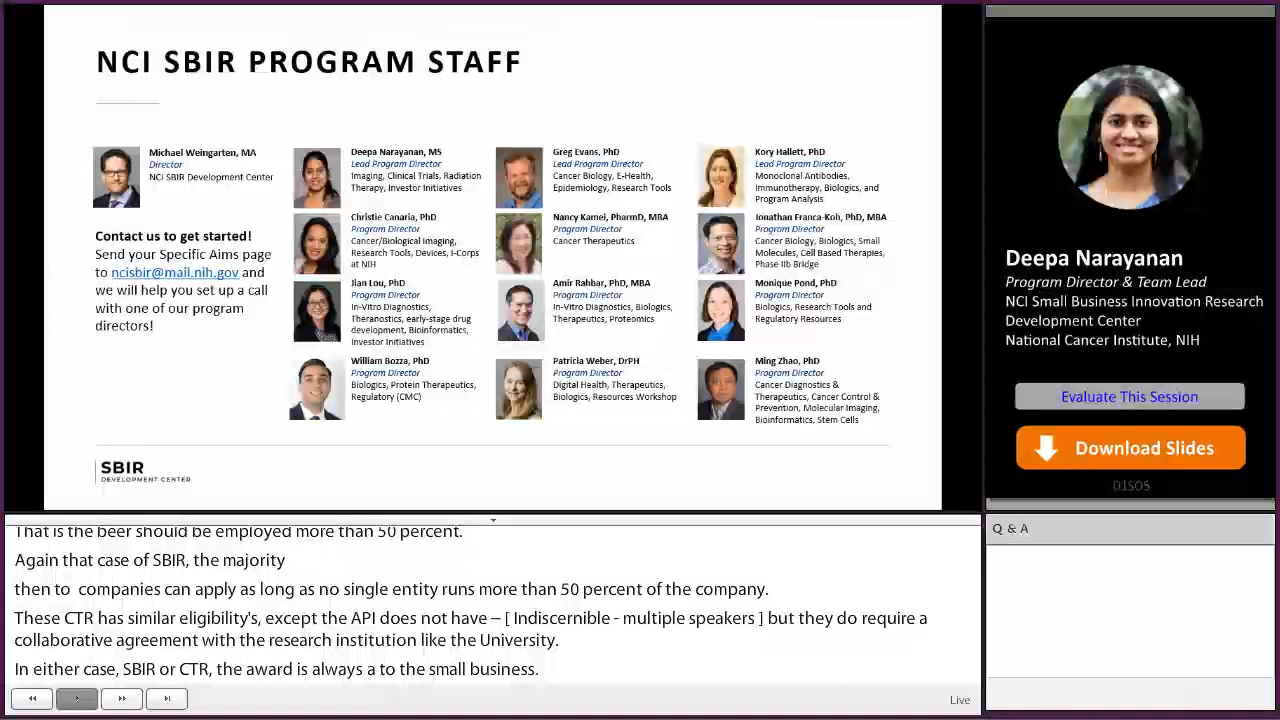 NCI SBIR PROGRAM STAFF
Michael Weingarten, MA
Director
NCI SBIR Development Center
Contact us to get started!
Send your Specific Aims page
to ncisbir@mail.nih.gov and
we will help you set up a call
with one of our program
directors!
Deepa Narayanan, MS
Lead Program Director
Imaging, Clinical Trials, Radiation
Therapy, Investor Initiatives
Greg Evans, PhD
Lead Program Director
Cancer Biology, E-Health,
Epidemiology, Research Tools
Kory Hallett, PhD
Lead Program Director
Monoclonal Antibodies,
Immunotherapy, Biologics, and
Program Analysis
Christie Canaria, PhD
Program Director
Cancer/Biological Imaging,
Research Tools, Devices, I-Corps
at NIH
Nancy Kamei, PharmD, MBA
Program Director
Cancer Therapeutics
Jonathan Franca-Koh, PhD, MBA
Program Director
Cancer Biology, Biologics, Small
Molecules, Cell Based Therapies,
Phase IIb Bridge
Jian Lou, PhD
Program Director
In-Vitro Diagnostics,
Theranostics, early-stage drug
development, Bioinformatics,
Investor Initiatives
Amir Rahbar, PhD, MBA
Program Director
In-Vitro Diagnostics, Biologics,
Therapeutics, Proteomics
Monique Pond, PhD
Program Director
Biologics, Research Tools and
Regulatory Resources
William Bozza, PhD
Program Director
Biologics, Protein Therapeutics,
Regulatory (CMC)
Patricia Weber, DrPH
Program Director
Digital Health, Therapeutics,
Biologics, Resources Workshop
Ming Zhao, PhD
Program Director
Cancer Diagnostics &
Therapeutics, Cancer Control &
Prevention, Molecular Imaging,
Bioinformatics, Stem Cells
SBIR
DEVELOPMENT CENTER
Deepa Narayanan
Program Director & Team Lead
NCI Small Business Innovation Research
Development Center
National Cancer Institute, NIH
Evaluate This Session
Download Slides
D1S05
That is the beer should be employed more than 50 percent.
Again that case of SBIR, the majority
then to companies can apply as long as no single entity runs more than 50 percent of the company.
These CTR has similar eligibility's, except the API does not have – [ Indiscernible - multiple speakers ] but they do require a
collaborative agreement with the research institution like the University.
In either case, SBIR or CTR, the award is always a to the small business.
Live
Q & A